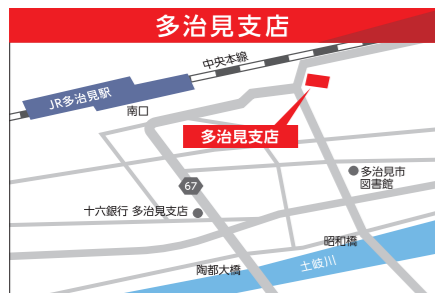 多治見支店
中央本線
JR多治見駅
南口
多治見支店
多治見市
図書館
67
十六銀行 多治見支店
昭和橋
土岐川
陶都大橋